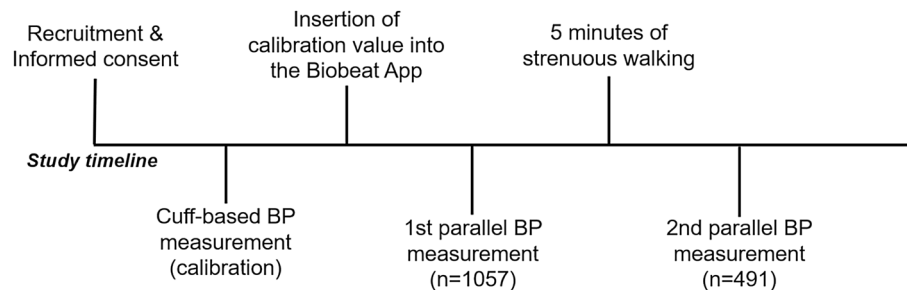 Recruitment &
Informed consent
Insertion of
calibration value into
the Biobeat App
5 minutes of
strenuous walking
Study timeline
Cuff-based BP
measurement
(calibration)
1st parallel BP
measurement
(n=1057)
2nd parallel BP
measurement
(n=491)